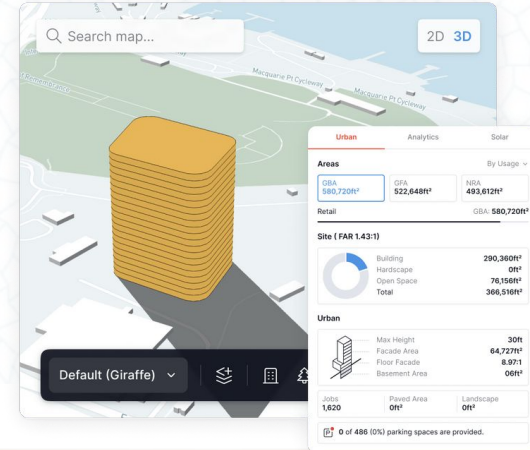 Search map...
2D 3D
Macquarie Pt Cycleway
Macquarie Pt Cycleway
Urban Analytics Solar
Areas By Usage
GBA GFA NRA
580,720ft² 522,648ft² 493,612ft²
Retail GBA: 580,720ft²
Site ( FAR 1.43:1)
Building 290,360ft²
Hardscape 0ft²
Open Space 76,156ft²
Total 366,516ft²
Urban
Max Height 30ft
Facade Area 64,727ft²
Floor Facade 8.97:1
Basement Area 06ft²
Jobs Paved Area Landscape
1,620 0ft² 0ft²
P 0 of 486 (0%) parking spaces are provided.
Default (Giraffe)